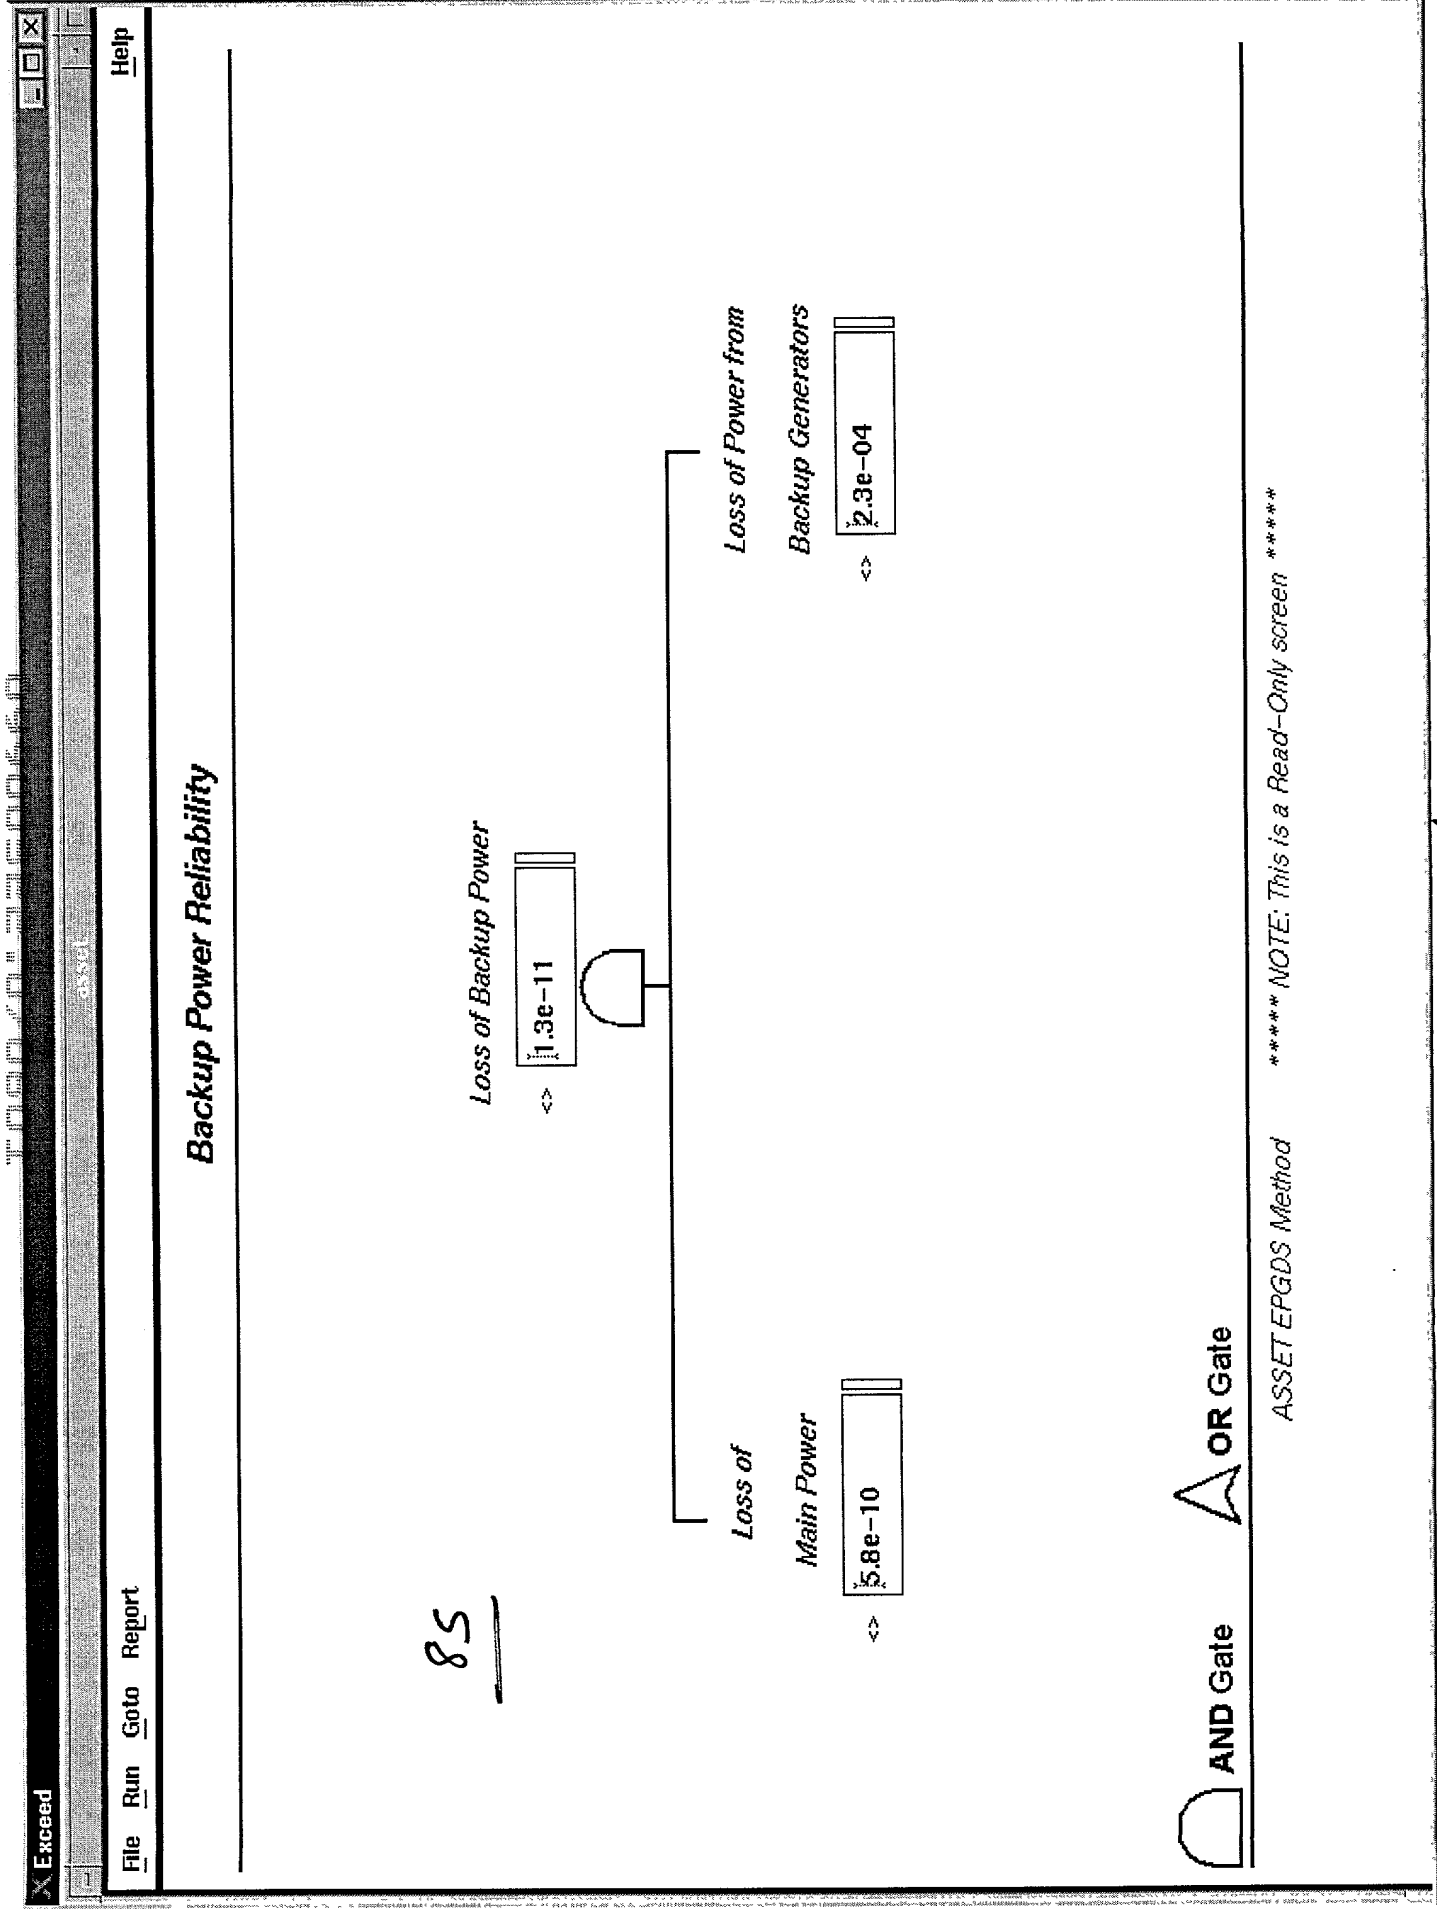 X Exceed
asset
File Run Goto Report Help
Backup Power Reliability
85
Loss of Backup Power
<> 1.3e-11
Loss of
Main Power
<> 5.8e-10
Loss of Power from
Backup Generators
<> 2.3e-04
AND Gate OR Gate
ASSET EPGDS Method ***** NOTE: This is a Read-Only screen *****